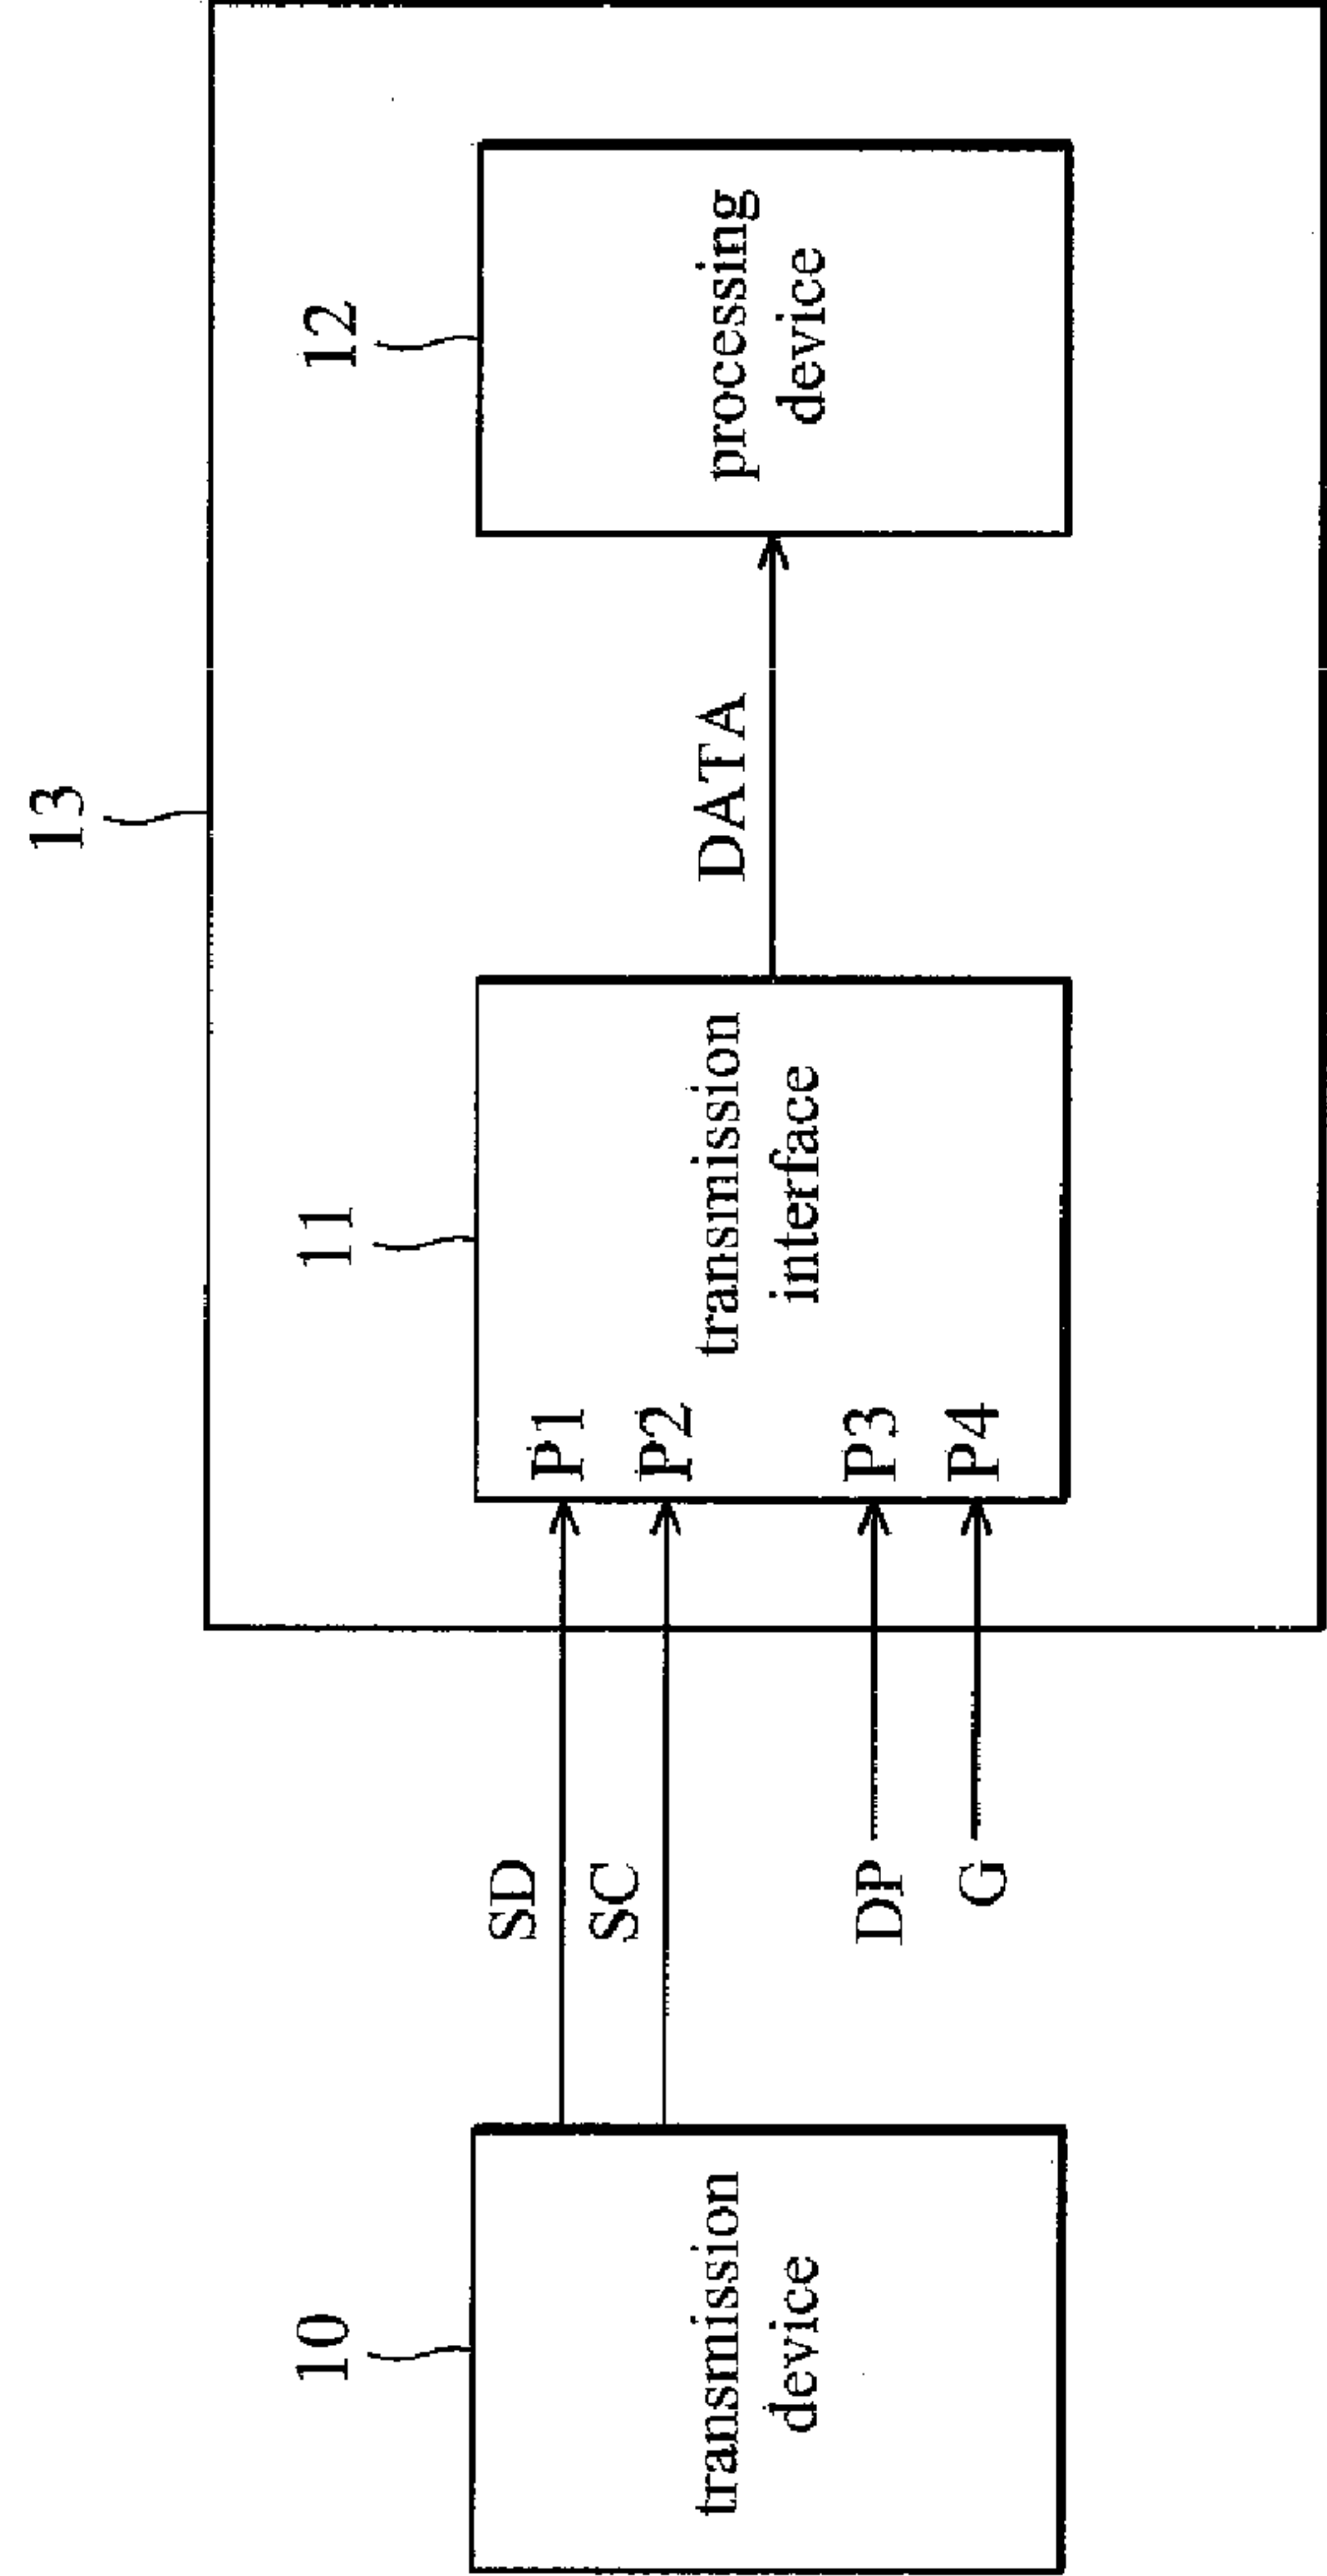 13
10
11
12
SD
SC
DP
G
P1
P2
P3
P4
transmission
device
transmission
interface
DATA
processing
device